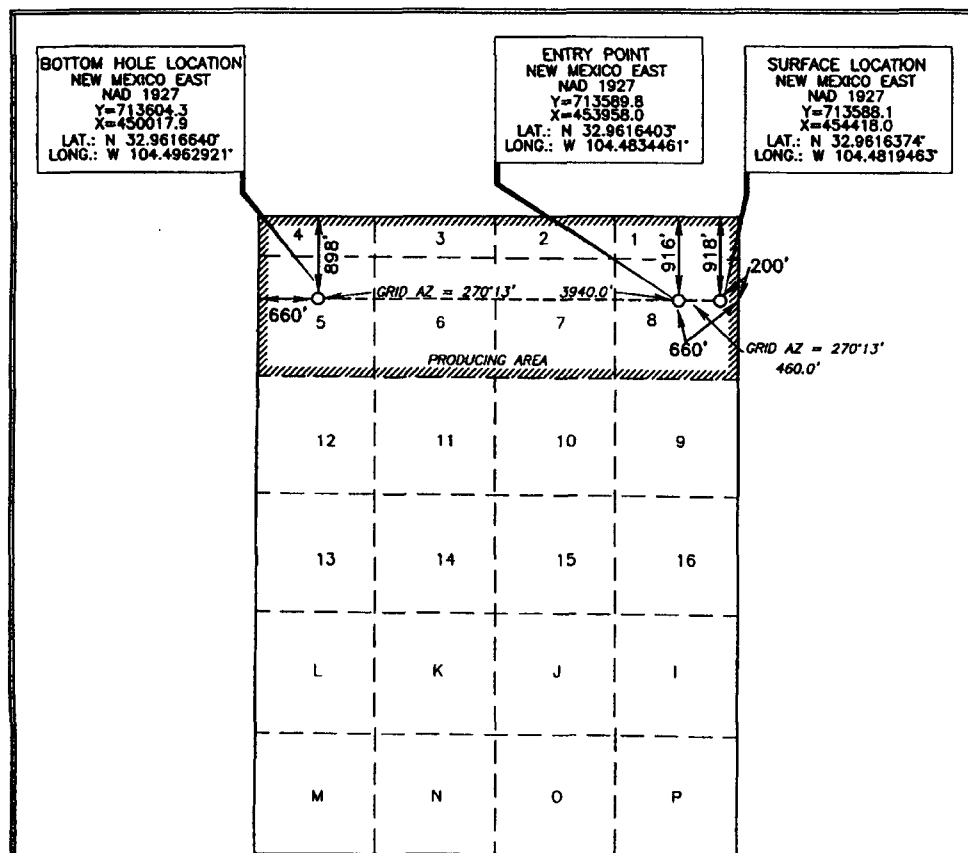 BOTTOM HOLE LOCATION
NEW MEXICO EAST
NAD 1927
Y=713604.3
X=450017.9
LAT.: N 32.9616640°
LONG.: W 104.4962921°
ENTRY POINT
NEW MEXICO EAST
NAD 1927
Y=713589.8
X=453958.0
LAT.: N 32.9616403°
LONG.: W 104.4834461°
SURFACE LOCATION
NEW MEXICO EAST
NAD 1927
Y=713588.1
X=454418.0
LAT.: N 32.9616374°
LONG.: W 104.4819463°
4 3 2 1
898'
916'
918'
200'
GRID AZ = 270°13'
3940.0'
660'
5 6 7 8
660'
GRID AZ = 270°13'
460.0'
PRODUCING AREA
12 11 10 9
13 14 15 16
L K J I
M N O P